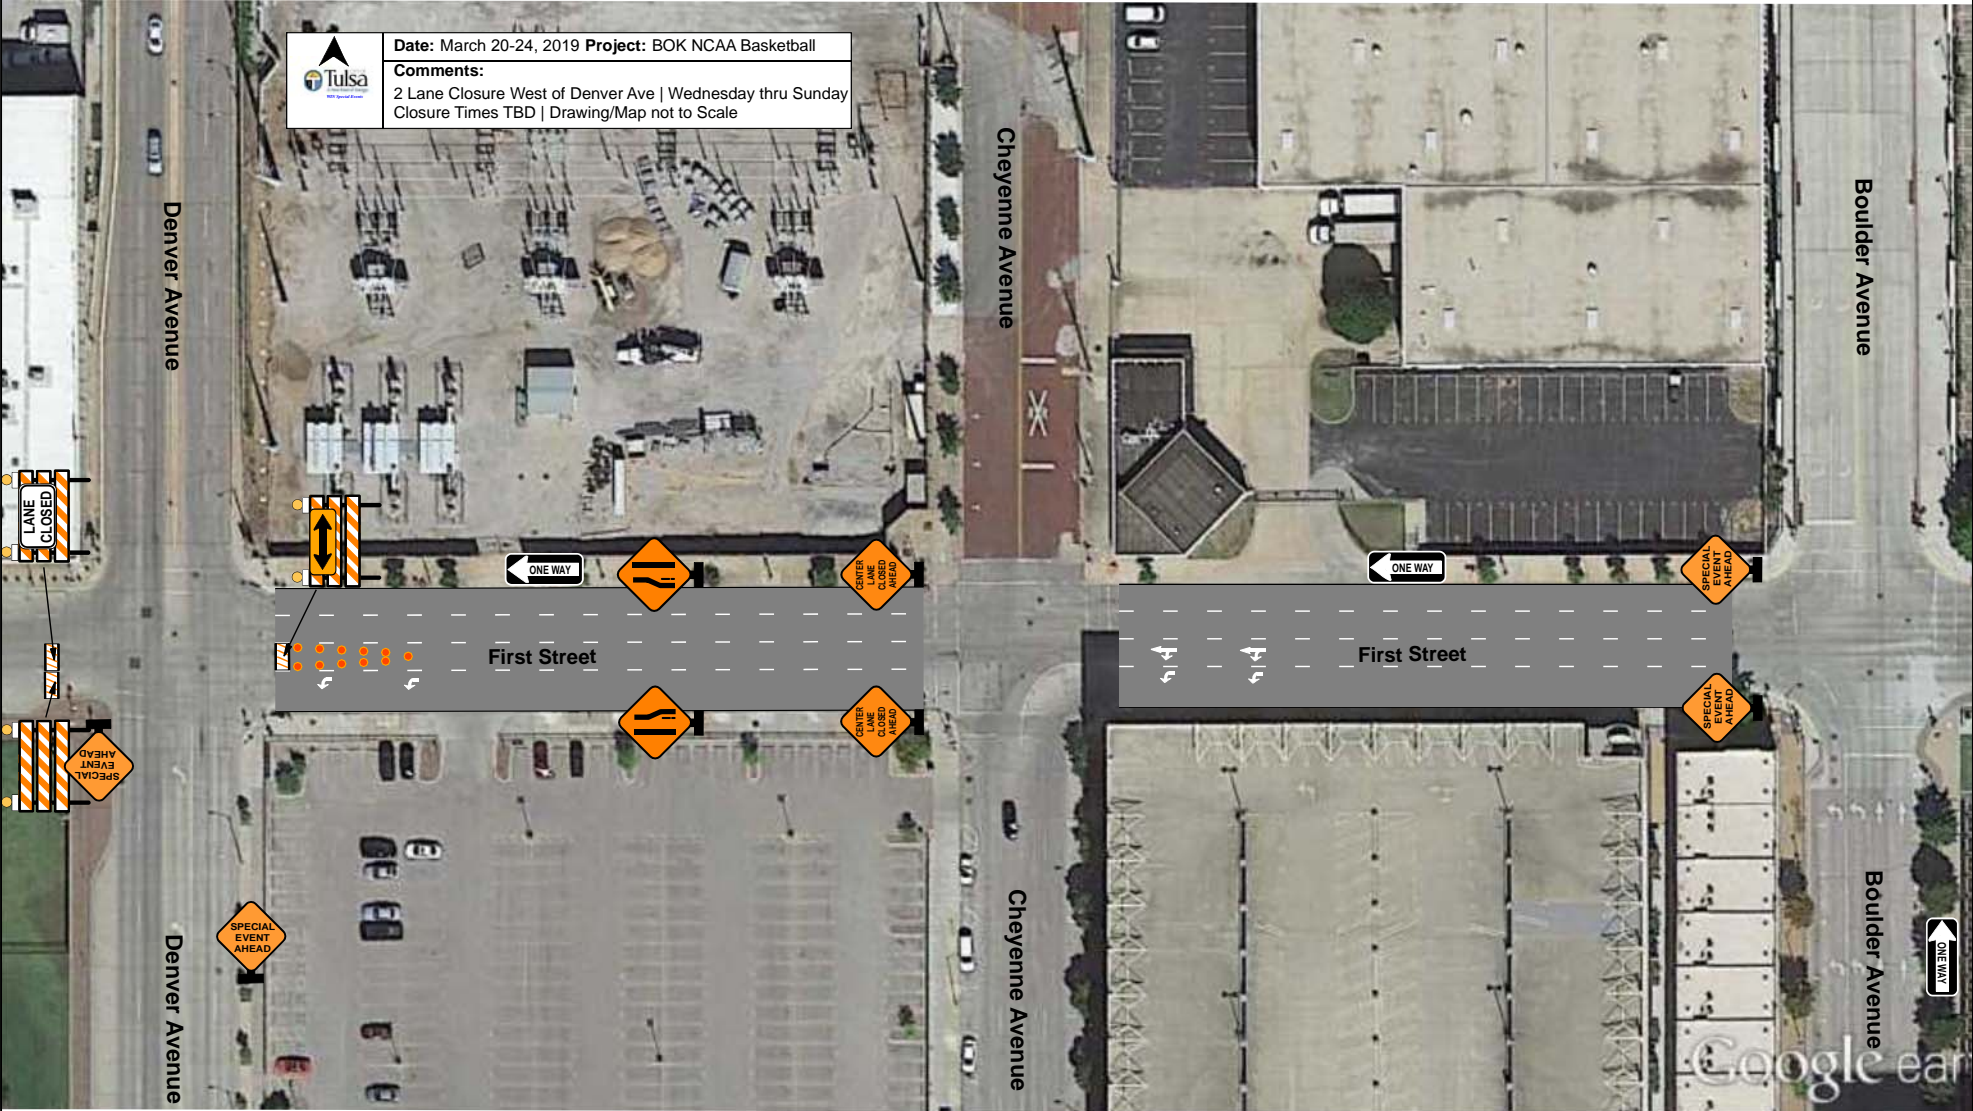 Date: March 20-24, 2019 Project: BOK NCAA Basketball
Comments:
2 Lane Closure West of Denver Ave | Wednesday thru Sunday
Closure Times TBD | Drawing/Map not to Scale
Tulsa
Denver Avenue
Cheyenne Avenue
Boulder Avenue
LANE
CLOSED
ONE WAY
CENTER
LANE
CLOSED
AHEAD
ONE WAY
SPECIAL
EVENT
AHEAD
First Street
First Street
CENTER
LANE
CLOSED
AHEAD
SPECIAL
EVENT
AHEAD
SPECIAL
EVENT
AHEAD
SPECIAL
EVENT
AHEAD
Denver Avenue
Cheyenne Avenue
Boulder Avenue
ONE WAY
Google ear